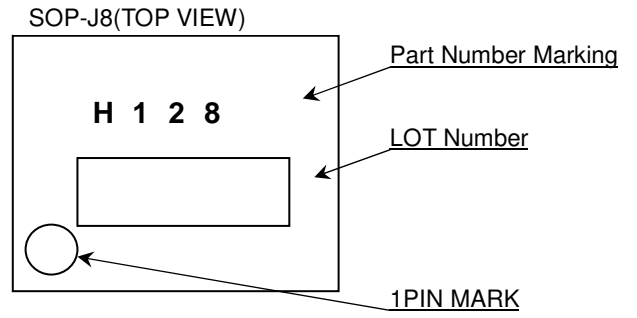 SOP-J8(TOP VIEW)
Part Number Marking
H 1 2 8
LOT Number
1PIN MARK